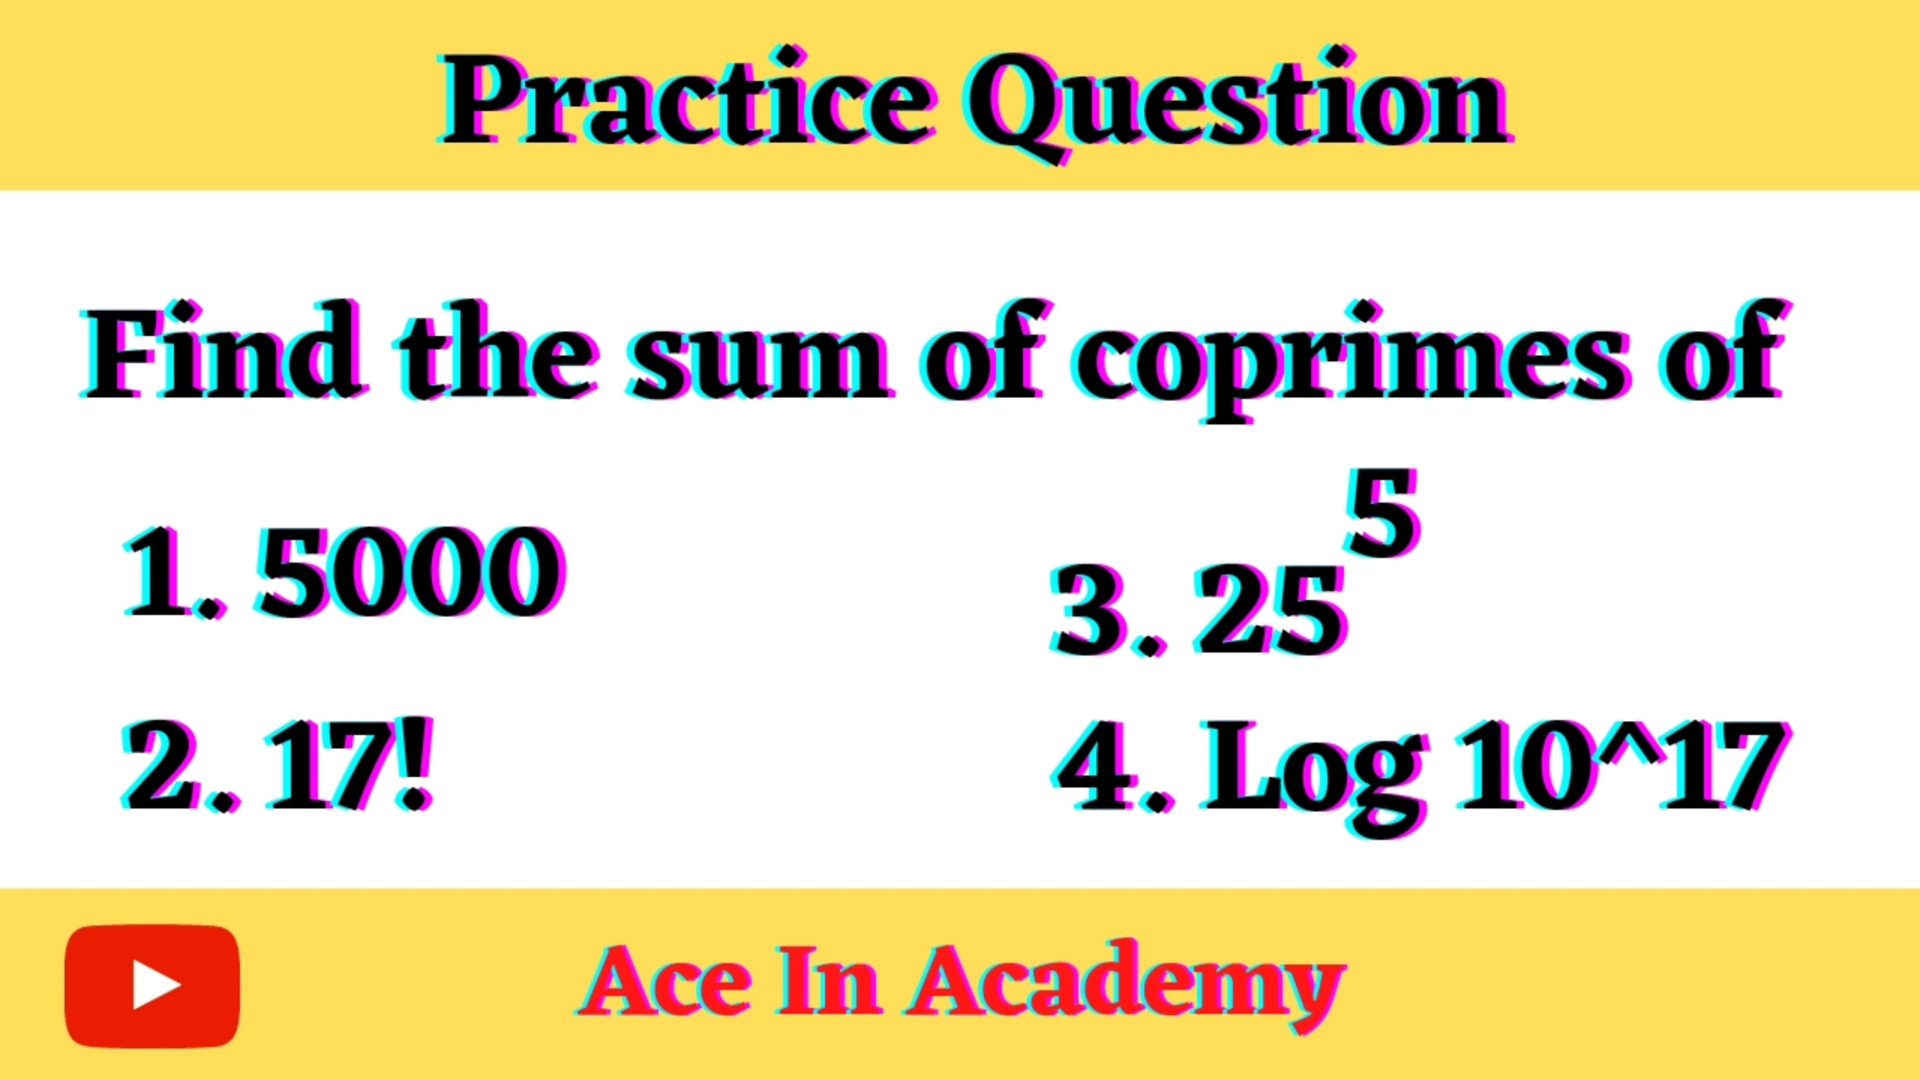 Practice Question
Find the sum of coprimes of
1. 5000
2. 17!
3. 25^5
4. Log 10^17
Ace In Academy